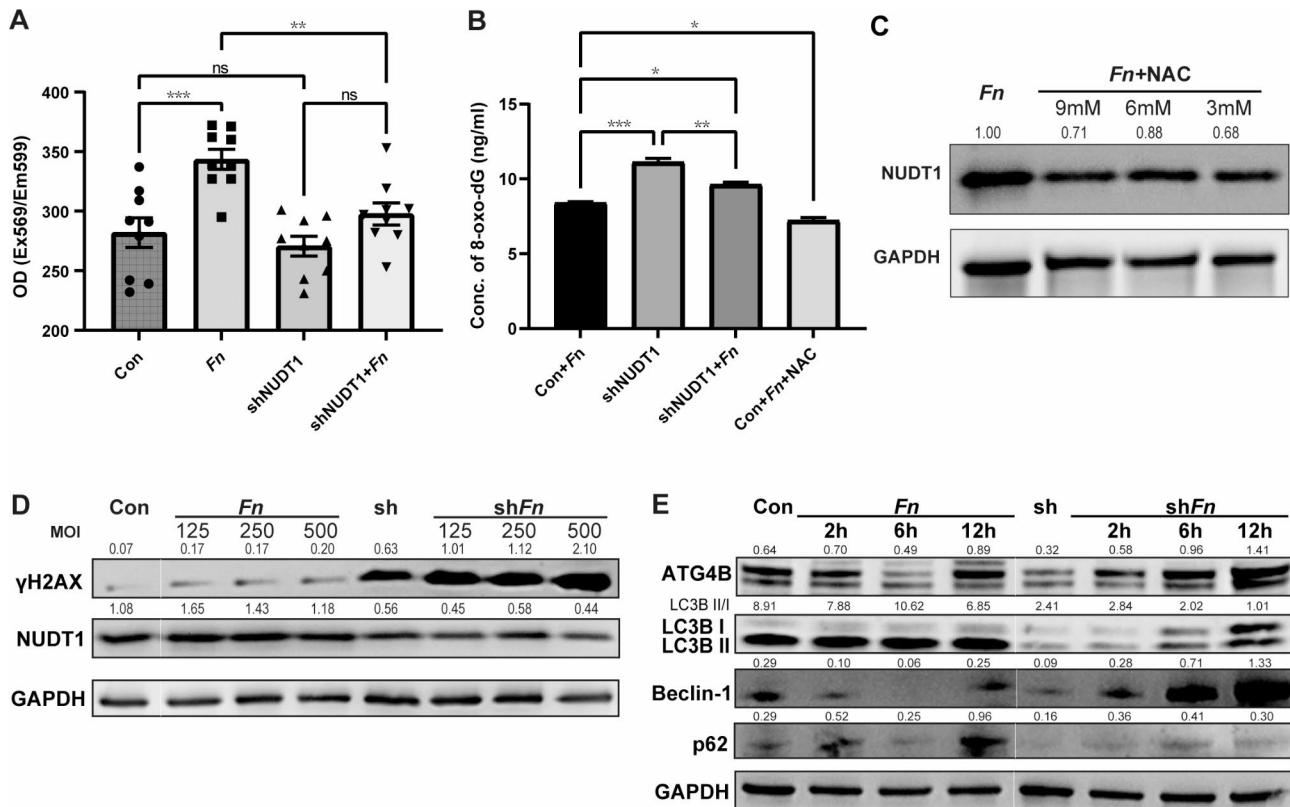 A
OD (Ex569/Em599)
400
350
300
250
200
**
ns
***
ns
Con
Fn
shNUDT1
shNUDT1+Fn
B
Conc. of 8-oxo-dG (ng/ml)
15
10
5
0
*
*
***
**
Con+Fn
shNUDT1
shNUDT1+Fn
Con+Fn+NAC
C
Fn
Fn+NAC
9mM 6mM 3mM
1.00 0.71 0.88 0.68
NUDT1
GAPDH
D
Con Fn sh shFn
MOI 125 250 500 125 250 500
0.07 0.17 0.17 0.20 0.63 1.01 1.12 2.10
γH2AX
1.08 1.65 1.43 1.18 0.56 0.45 0.58 0.44
NUDT1
GAPDH
E
Con Fn sh shFn
2h 6h 12h 2h 6h 12h
0.64 0.70 0.49 0.89 0.32 0.58 0.96 1.41
ATG4B
LC3B II/I 8.91 7.88 10.62 6.85 2.41 2.84 2.02 1.01
LC3B I
LC3B II
0.29 0.10 0.06 0.25 0.09 0.28 0.71 1.33
Beclin-1
0.29 0.52 0.25 0.96 0.16 0.36 0.41 0.30
p62
GAPDH